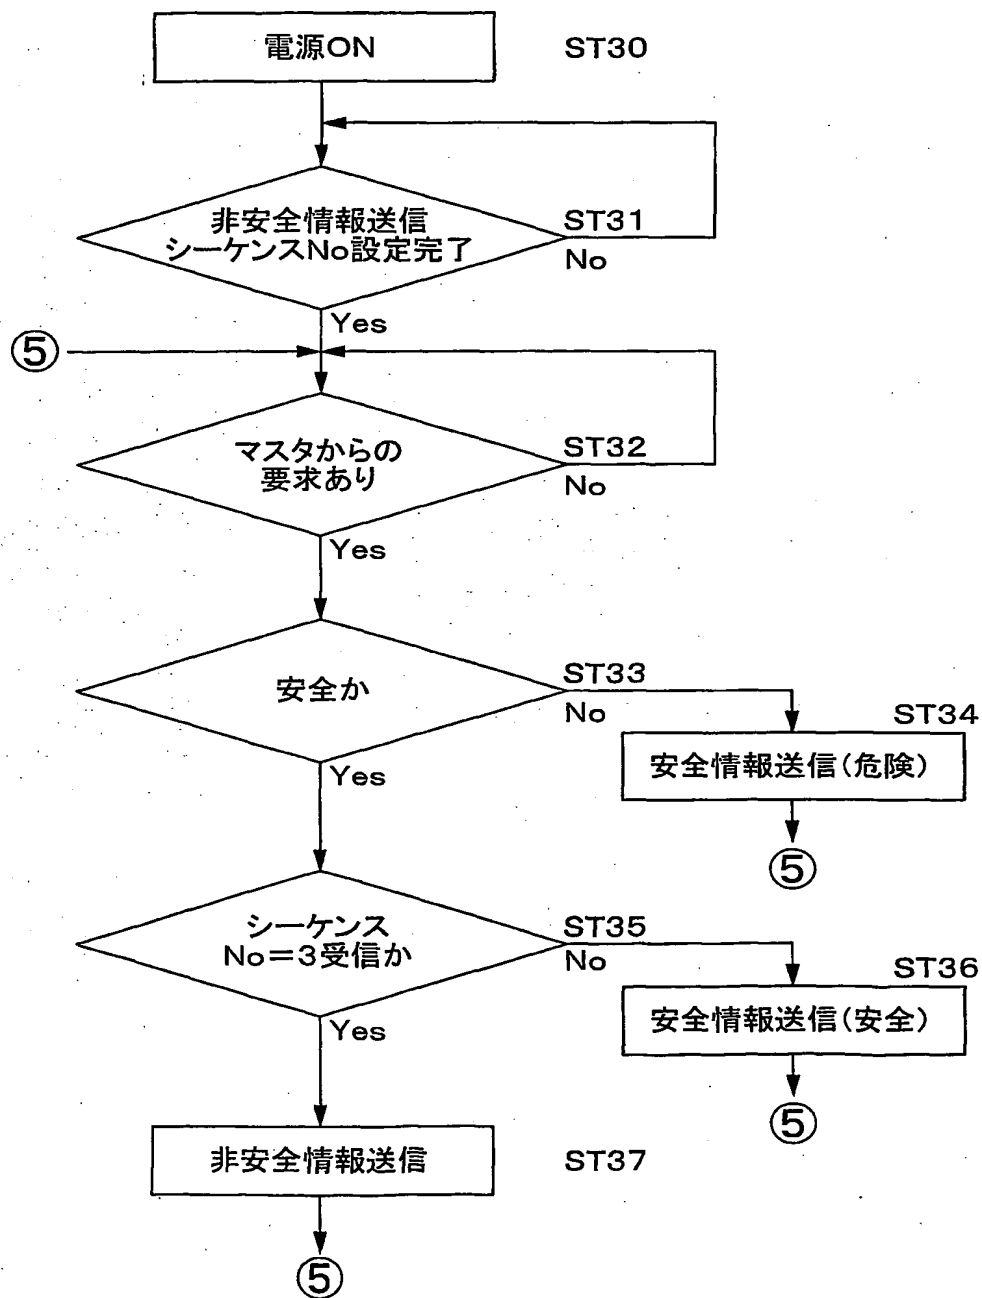 電源ON
ST30
非安全情報送信
シーケンスNo設定完了
ST31
No
Yes
⑤
マスタからの
要求あり
ST32
No
Yes
安全か
ST33
No
Yes
ST34
安全情報送信(危険)
⑤
シーケンス
No=3受信か
ST35
No
Yes
ST36
安全情報送信(安全)
⑤
非安全情報送信
ST37
⑤